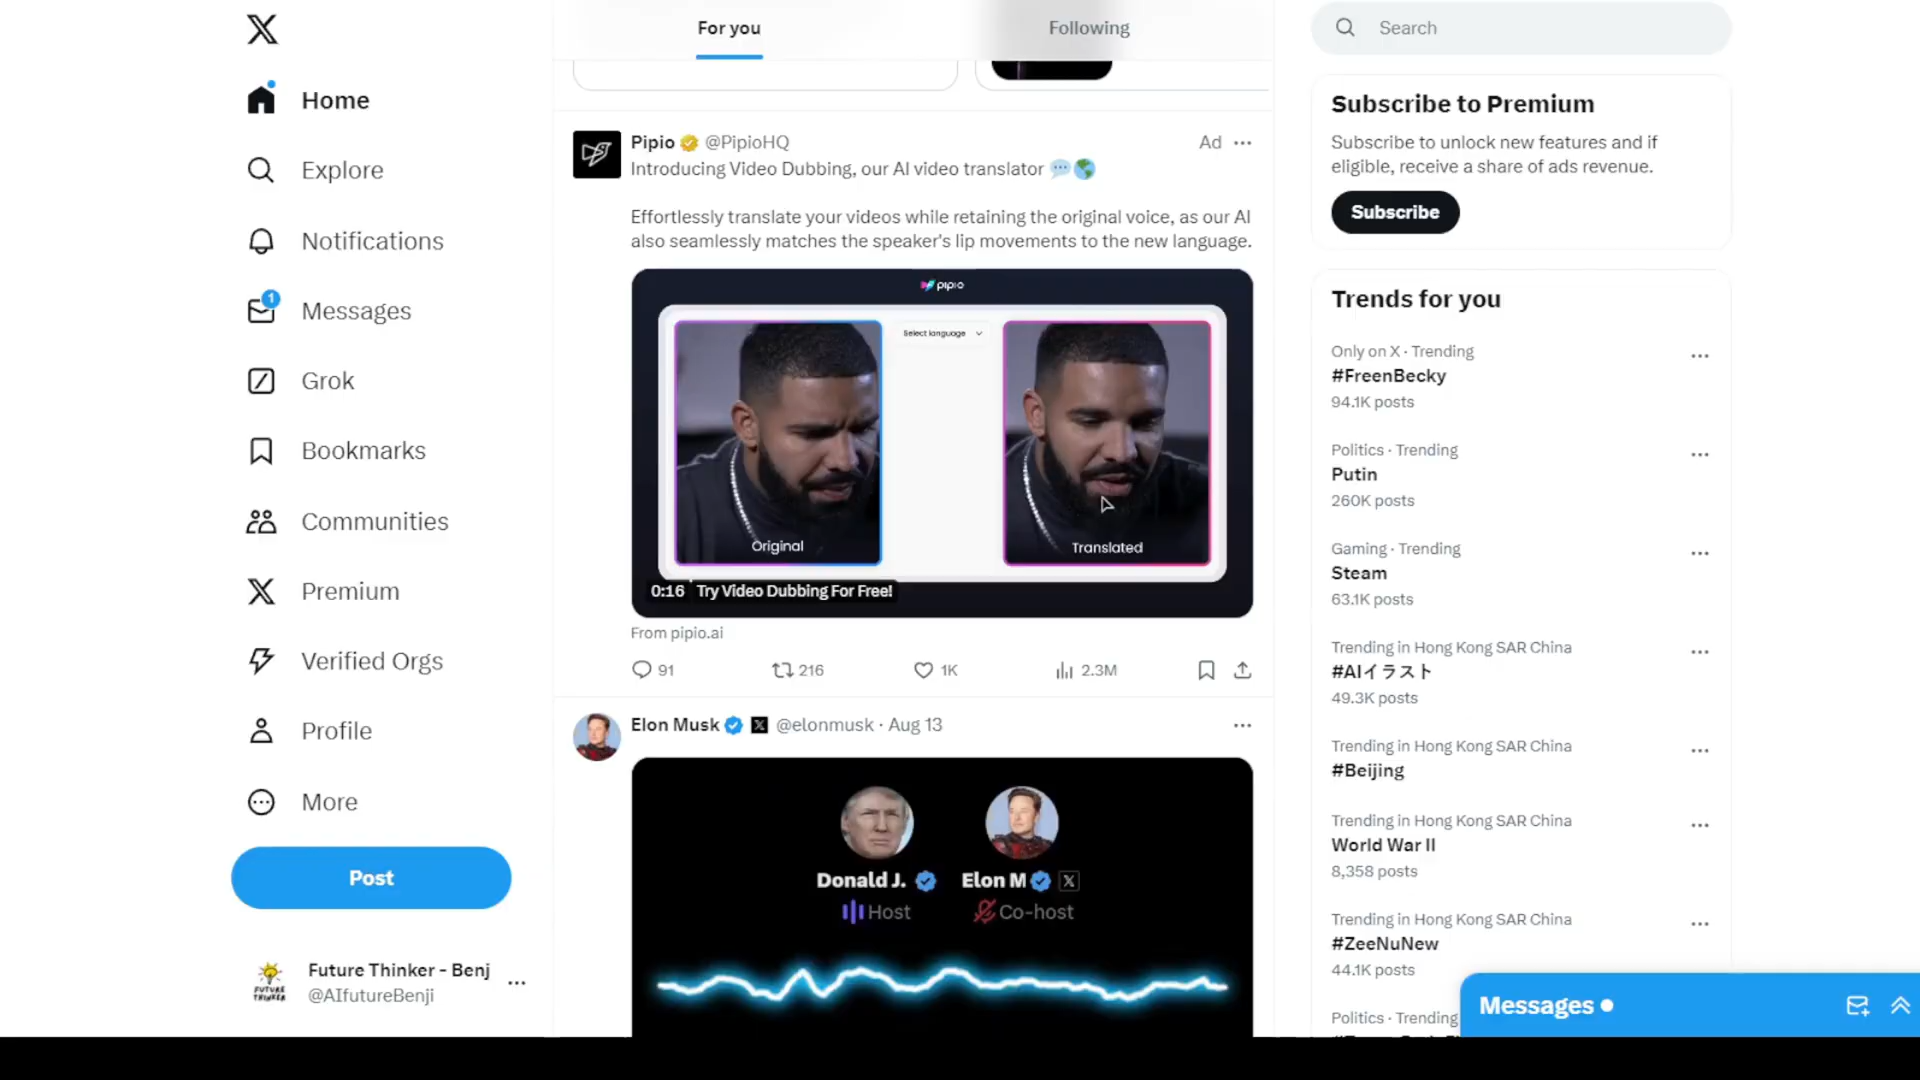 For you
Following
Search
Home
Explore
Notifications
1
Messages
Grok
Bookmarks
Communities
Premium
Verified Orgs
Profile
More
Post
Future Thinker - Benj
@AIfutureBenji
FUTURE
THINKER
Pipio @PipioHQ
Ad
Introducing Video Dubbing, our AI video translator
Effortlessly translate your videos while retaining the original voice, as our AI
also seamlessly matches the speaker's lip movements to the new language.
pipio
Select language
Original
Translated
0:16 Try Video Dubbing For Free!
From pipio.ai
91
216
1K
2.3M
Elon Musk @elonmusk · Aug 13
Donald J.
Elon M
Host
Co-host
Subscribe to Premium
Subscribe to unlock new features and if
eligible, receive a share of ads revenue.
Subscribe
Trends for you
Only on X · Trending
#FreenBecky
94.1K posts
Politics · Trending
Putin
260K posts
Gaming · Trending
Steam
63.1K posts
Trending in Hong Kong SAR China
#AIイラスト
49.3K posts
Trending in Hong Kong SAR China
#Beijing
Trending in Hong Kong SAR China
World War II
8,358 posts
Trending in Hong Kong SAR China
#ZeeNuNew
44.1K posts
Politics · Trending
Messages